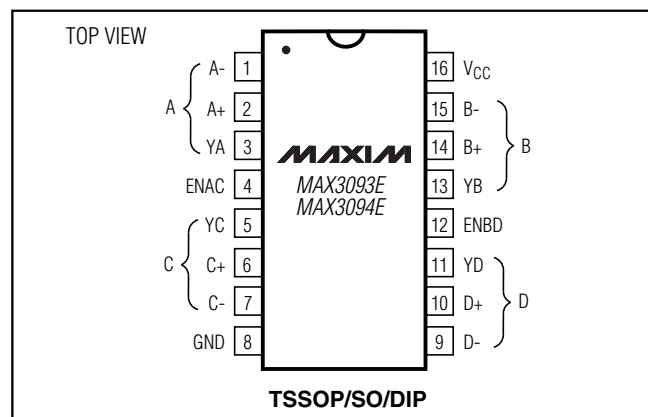 TOP VIEW
A- 1
A A+ 2
YA 3
ENAC 4
YC 5
C C+ 6
C- 7
GND 8
MAXIM
MAX3093E
MAX3094E
16 VCC
15 B-
14 B+ B
13 YB
12 ENBD
11 YD
10 D+ D
9 D-
TSSOP/SO/DIP